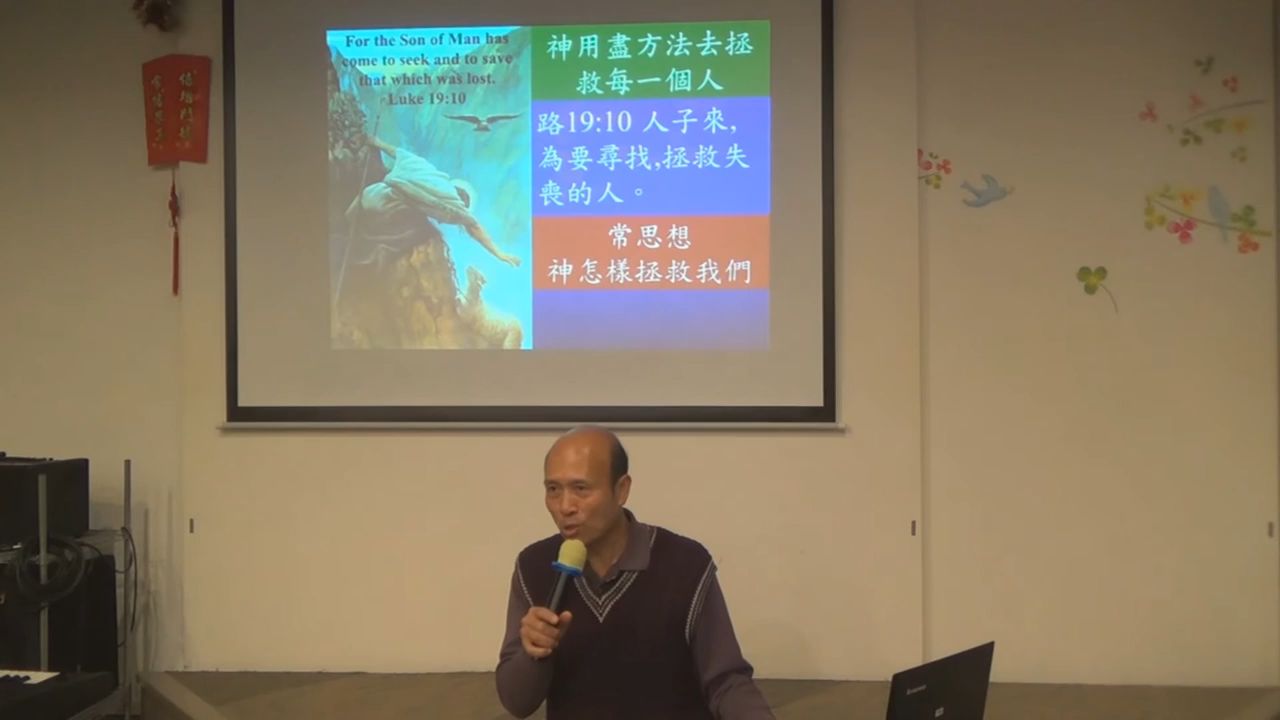 For the Son of Man has
come to seek and to save
that which was lost.
Luke 19:10
神用盡方法去拯
救每一個人
路19:10 人子來,
為要尋找,拯救失
喪的人。
常思想
神怎樣拯救我們